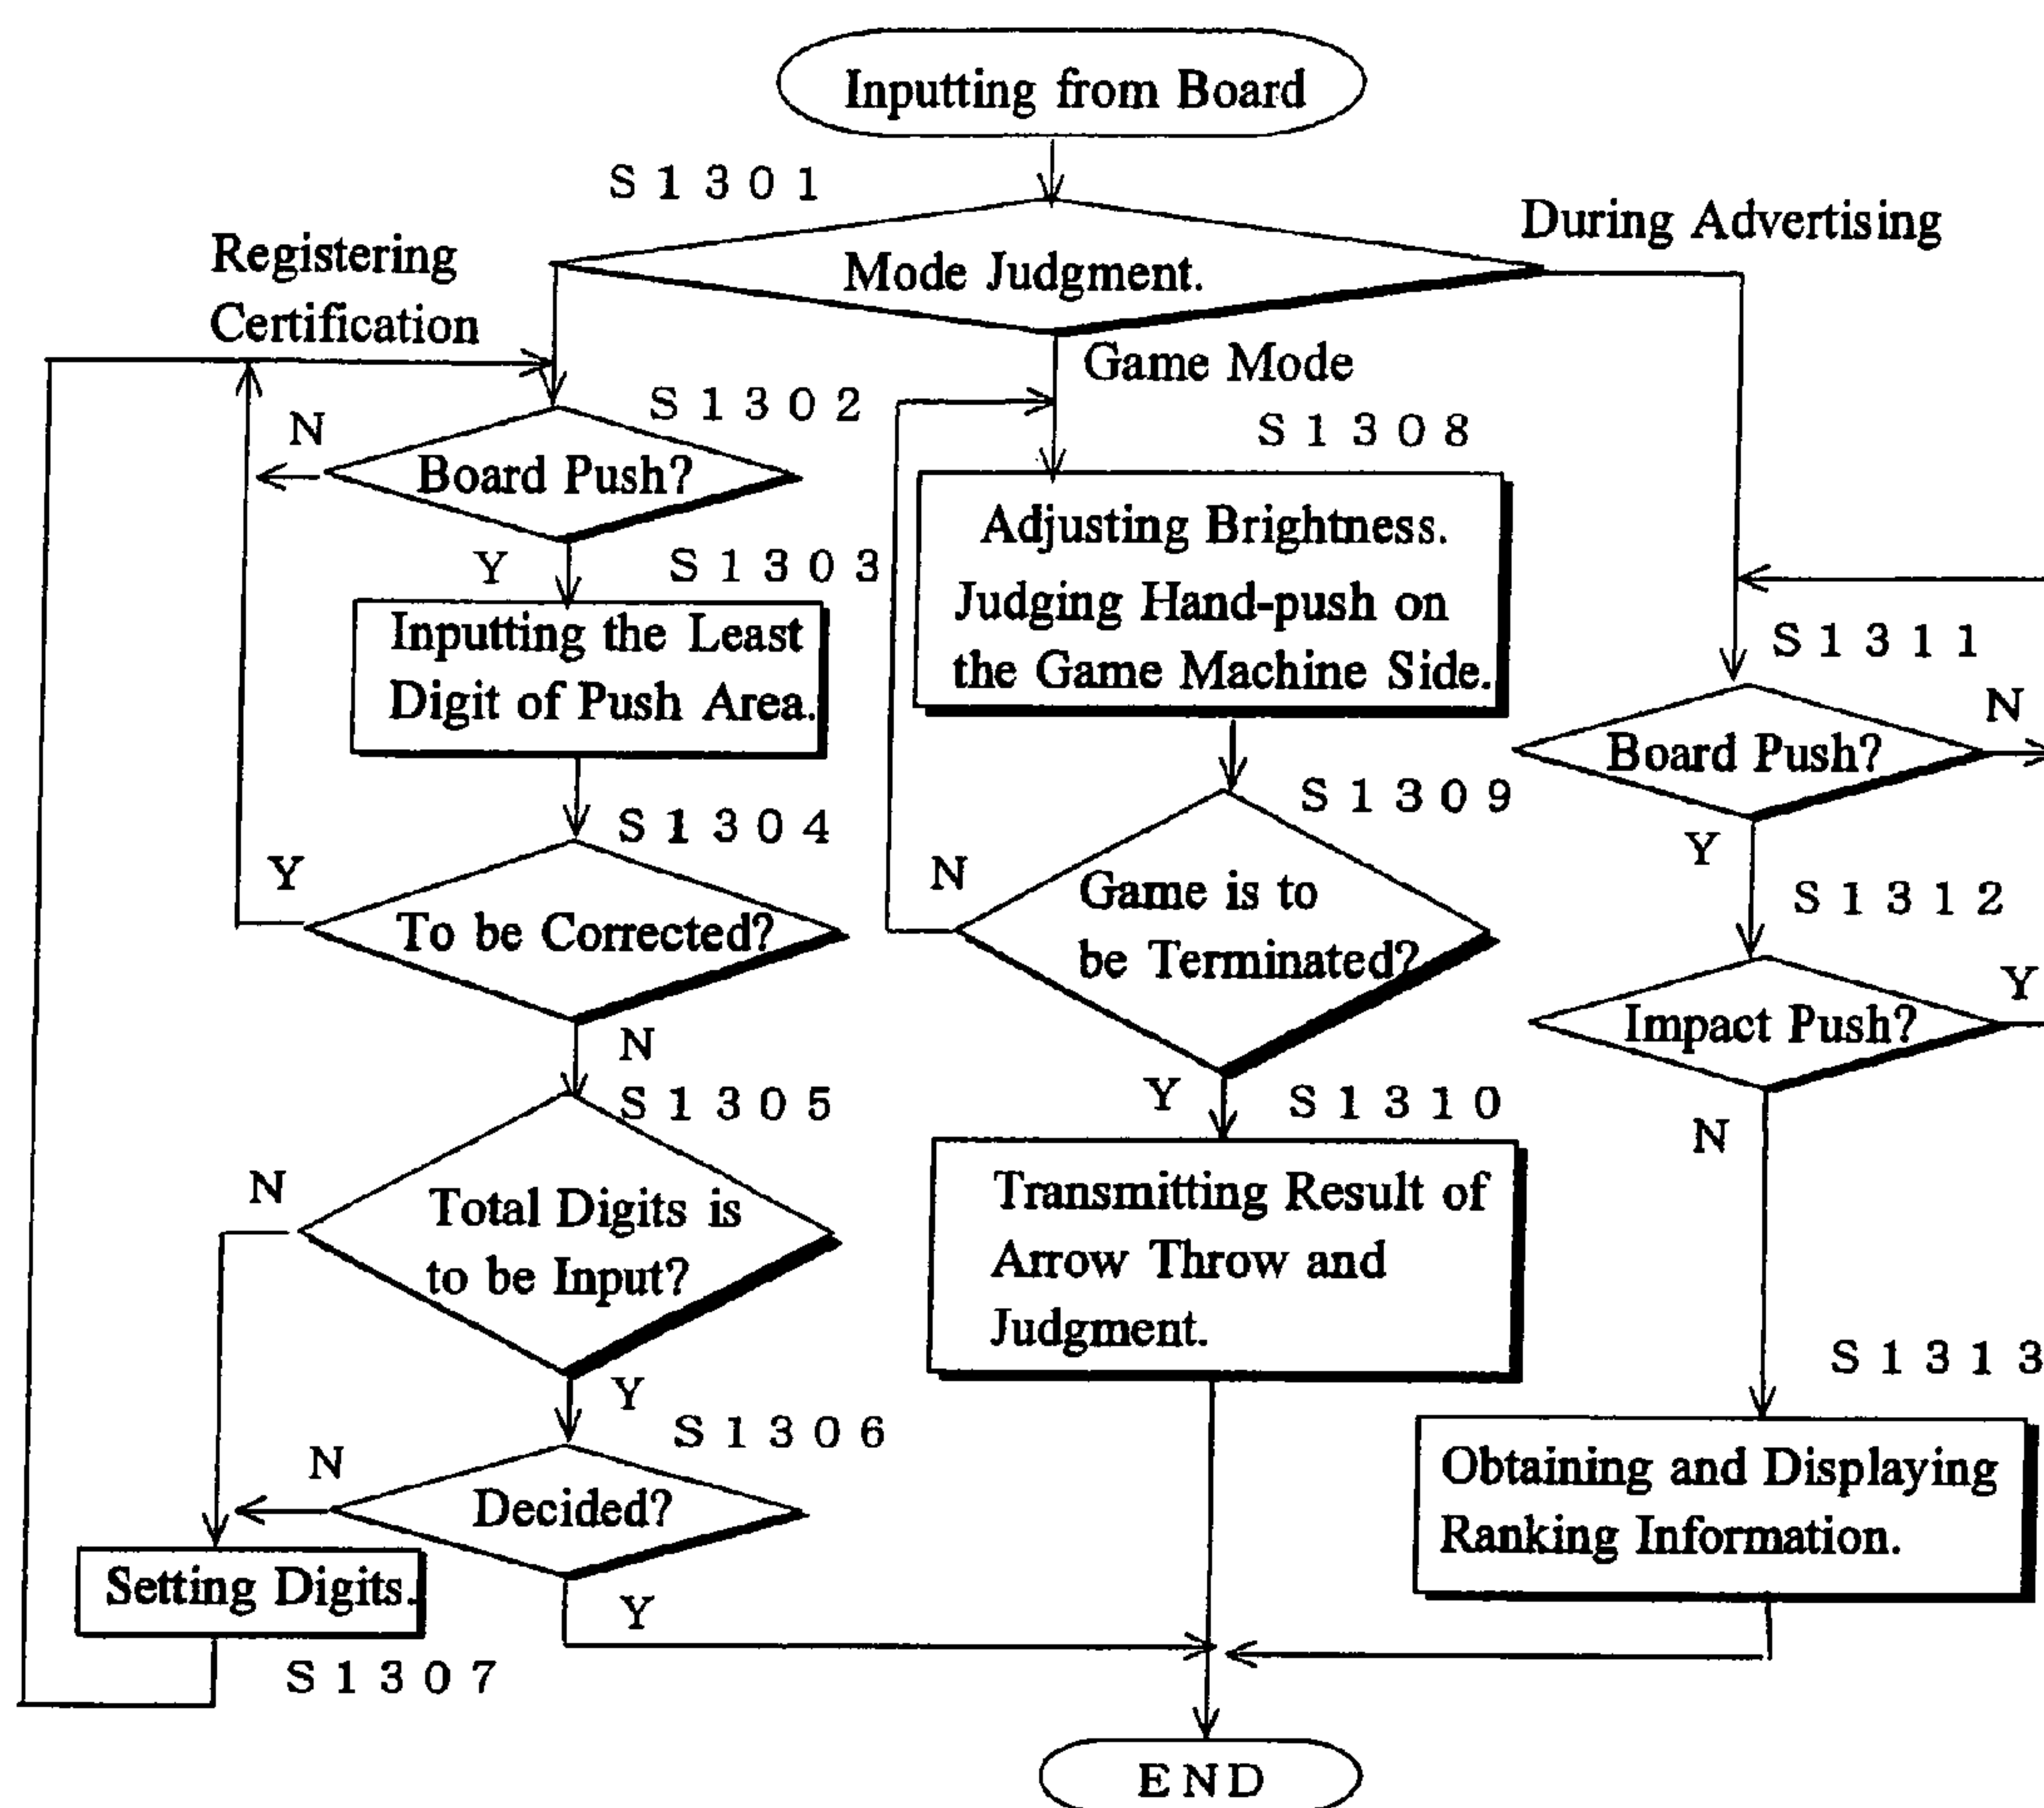 Inputting from Board
S1301
Mode Judgment.
During Advertising
Registering
Certification
Game Mode
S1302
N
Board Push?
Y
S1303
Inputting the Least
Digit of Push Area.
S1304
Y
To be Corrected?
N
S1305
N
Total Digits is
to be Input?
Y
S1306
N
Decided?
Y
Setting Digits.
S1307
S1308
Adjusting Brightness.
Judging Hand-push on
the Game Machine Side.
S1309
N
Game is to
be Terminated?
Y
S1310
Transmitting Result of
Arrow Throw and
Judgment.
S1311
N
Board Push?
Y
S1312
Y
Impact Push?
N
S1313
Obtaining and Displaying
Ranking Information.
END